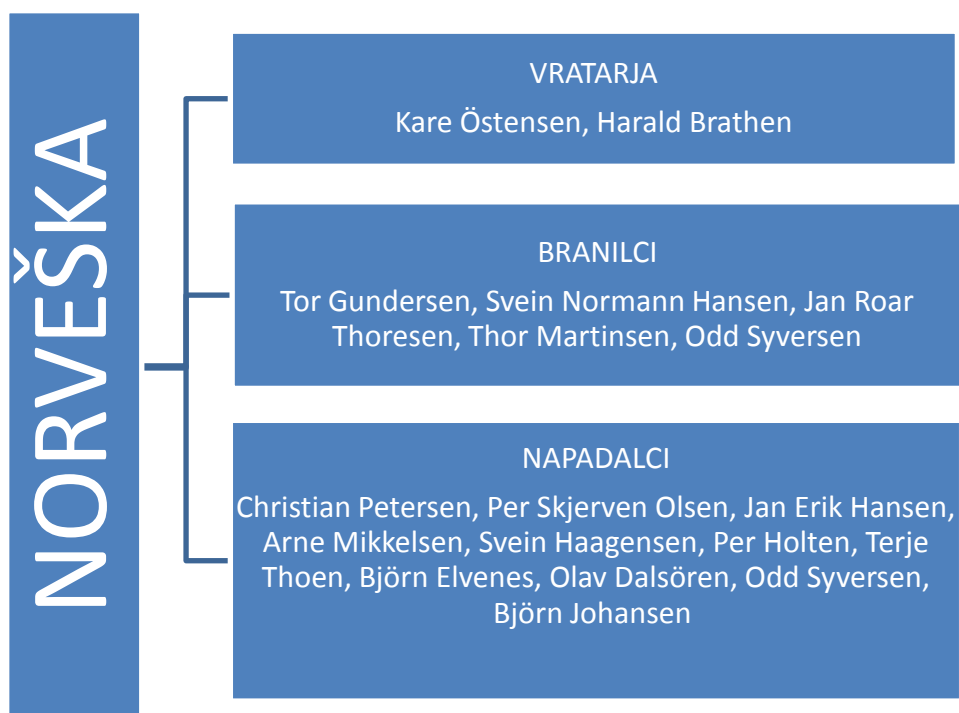 NORVEŠKA
VRATARJA
Kare Östensen, Harald Brathen
BRANILCI
Tor Gundersen, Svein Normann Hansen, Jan Roar
Thoresen, Thor Martinsen, Odd Syversen
NAPADALCI
Christian Petersen, Per Skjerven Olsen, Jan Erik Hansen,
Arne Mikkelsen, Svein Haagensen, Per Holten, Terje
Thoen, Björn Elvenes, Olav Dalsören, Odd Syversen,
Björn Johansen